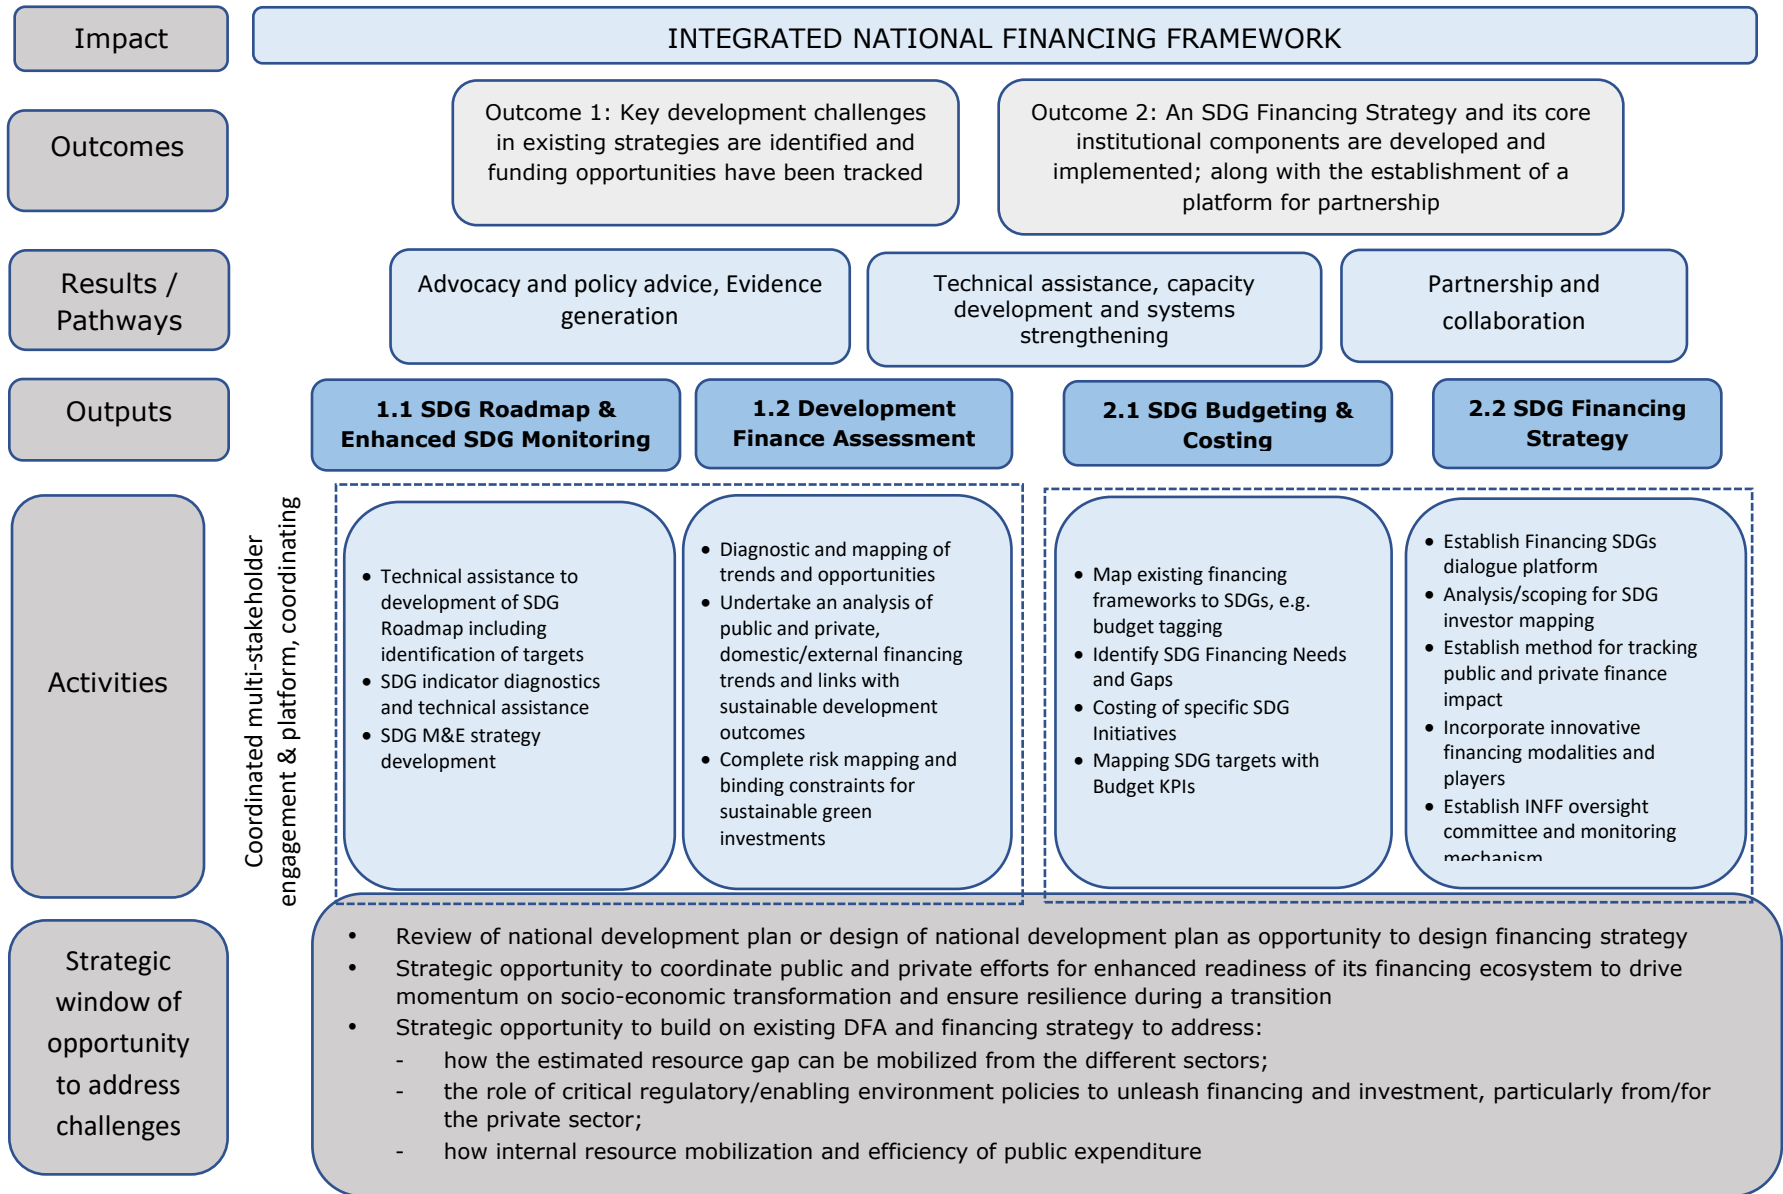 Impact
INTEGRATED NATIONAL FINANCING FRAMEWORK
Outcomes
Outcome 1: Key development challenges
in existing strategies are identified and
funding opportunities have been tracked
Outcome 2: An SDG Financing Strategy and its core
institutional components are developed and
implemented; along with the establishment of a
platform for partnership
Results /
Pathways
Advocacy and policy advice, Evidence
generation
Technical assistance, capacity
development and systems
strengthening
Partnership and
collaboration
Outputs
1.1 SDG Roadmap &
Enhanced SDG Monitoring
1.2 Development
Finance Assessment
2.1 SDG Budgeting &
Costing
2.2 SDG Financing
Strategy
Activities
Coordinated multi-stakeholder
engagement & platform, coordinating
• Technical assistance to
development of SDG
Roadmap including
identification of targets
• SDG indicator diagnostics
and technical assistance
• SDG M&E strategy
development
• Diagnostic and mapping of
trends and opportunities
• Undertake an analysis of
public and private,
domestic/external financing
trends and links with
sustainable development
outcomes
• Complete risk mapping and
binding constraints for
sustainable green
investments
• Map existing financing
frameworks to SDGs, e.g.
budget tagging
• Identify SDG Financing Needs
and Gaps
• Costing of specific SDG
Initiatives
• Mapping SDG targets with
Budget KPIs
• Establish Financing SDGs
dialogue platform
• Analysis/scoping for SDG
investor mapping
• Establish method for tracking
public and private finance
impact
• Incorporate innovative
financing modalities and
players
• Establish INFF oversight
committee and monitoring
mechanism
Strategic
window of
opportunity
to address
challenges
• Review of national development plan or design of national development plan as opportunity to design financing strategy
• Strategic opportunity to coordinate public and private efforts for enhanced readiness of its financing ecosystem to drive
momentum on socio-economic transformation and ensure resilience during a transition
• Strategic opportunity to build on existing DFA and financing strategy to address:
- how the estimated resource gap can be mobilized from the different sectors;
- the role of critical regulatory/enabling environment policies to unleash financing and investment, particularly from/for
the private sector;
- how internal resource mobilization and efficiency of public expenditure